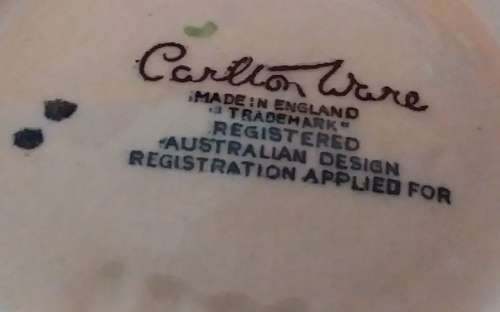 Carlton Ware
MADE IN ENGLAND
"TRADEMARK"
REGISTERED
AUSTRALIAN DESIGN
REGISTRATION APPLIED FOR